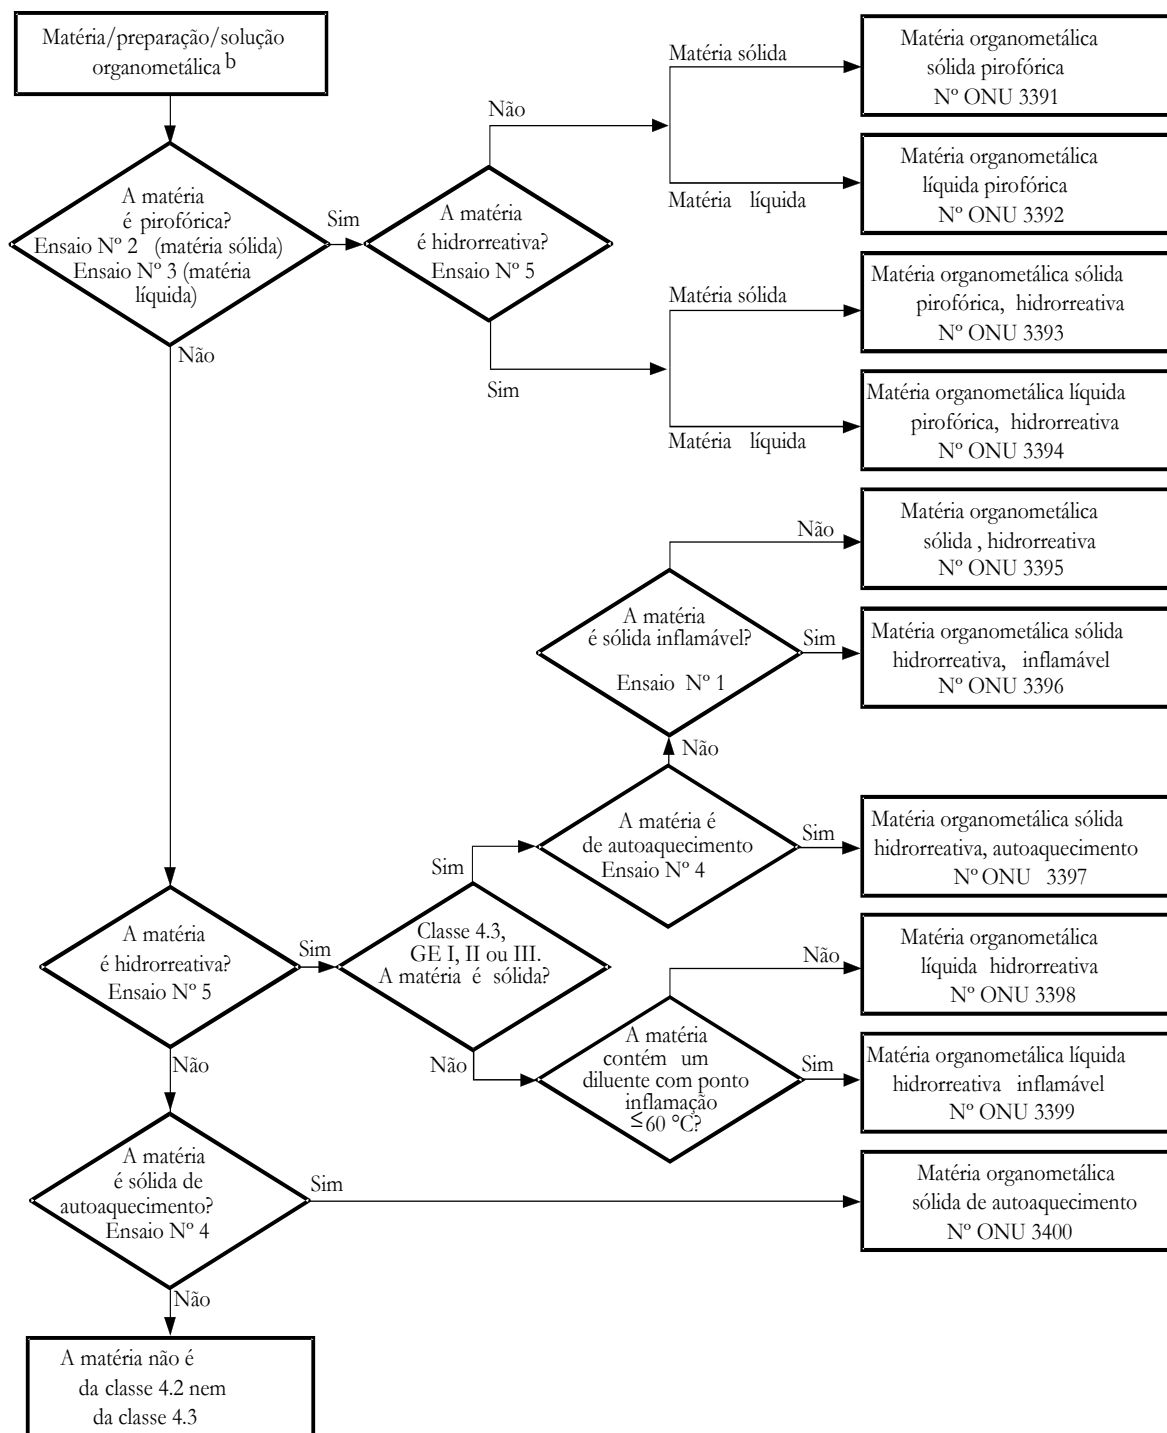 Matéria/preparação/solução
organometálica b
A matéria
é pirofórica?
Ensaio Nº 2 (matéria sólida)
Ensaio Nº 3 (matéria
líquida)
Sim
Não
A matéria
é hidrorreativa?
Ensaio Nº 5
Não
Sim
Matéria sólida
Matéria líquida
Matéria organometálica
sólida pirofórica
Nº ONU 3391
Matéria organometálica
líquida pirofórica
Nº ONU 3392
Matéria sólida
Matéria líquida
Matéria organometálica sólida
pirofórica, hidrorreativa
Nº ONU 3393
Matéria organometálica líquida
pirofórica, hidrorreativa
Nº ONU 3394
Não
Matéria organometálica
sólida , hidrorreativa
Nº ONU 3395
A matéria
é sólida inflamável?
Ensaio Nº 1
Sim
Matéria organometálica sólida
hidrorreativa, inflamável
Nº ONU 3396
Não
A matéria é
de autoaquecimento
Ensaio Nº 4
Sim
Matéria organometálica sólida
hidrorreativa, autoaquecimento
Nº ONU 3397
A matéria
é hidrorreativa?
Ensaio Nº 5
Sim
Não
Sim
Classe 4.3,
GE I, II ou III.
A matéria é sólida?
Não
Não
Matéria organometálica
líquida hidrorreativa
Nº ONU 3398
A matéria
contém um
diluente com ponto
inflamação
≤60 °C?
Sim
Matéria organometálica líquida
hidrorreativa inflamável
Nº ONU 3399
A matéria
é sólida de
autoaquecimento?
Ensaio Nº 4
Sim
Matéria organometálica
sólida de autoaquecimento
Nº ONU 3400
Não
A matéria não é
da classe 4.2 nem
da classe 4.3